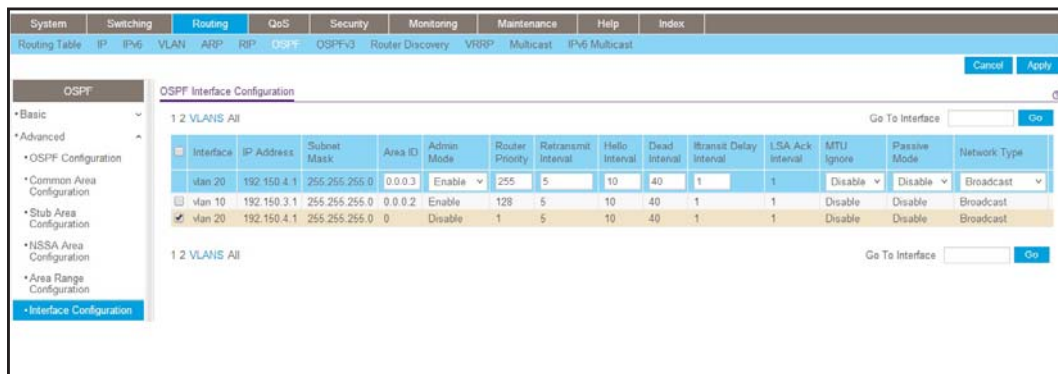 System Switching Routing QoS Security Monitoring Maintenance Help Index
Routing Table IP IPv6 VLAN ARP RIP OSPF OSPFv3 Router Discovery VRRP Multicast IPv6 Multicast
Cancel Apply
OSPF
•Basic
•Advanced
•OSPF Configuration
•Common Area
Configuration
•Stub Area
Configuration
•NSSA Area
Configuration
•Area Range
Configuration
•Interface Configuration
OSPF Interface Configuration
1 2 VLANS All Go To Interface Go
Interface IP Address Subnet Mask Area ID Admin Mode Router Priority Retransmit Interval Hello Interval Dead Interval Iftransit Delay Interval LSA Ack Interval MTU Ignore Passive Mode Network Type
vlan 20 192.150.4.1 255.255.255.0 0.0.0.3 Enable 255 5 10 40 1 1 Disable Disable Broadcast
vlan 10 192.150.3.1 255.255.255.0 0.0.0.2 Enable 128 5 10 40 1 1 Disable Disable Broadcast
vlan 20 192.150.4.1 255.255.255.0 0 Disable 1 5 10 40 1 1 Disable Disable Broadcast
1 2 VLANS All Go To Interface Go